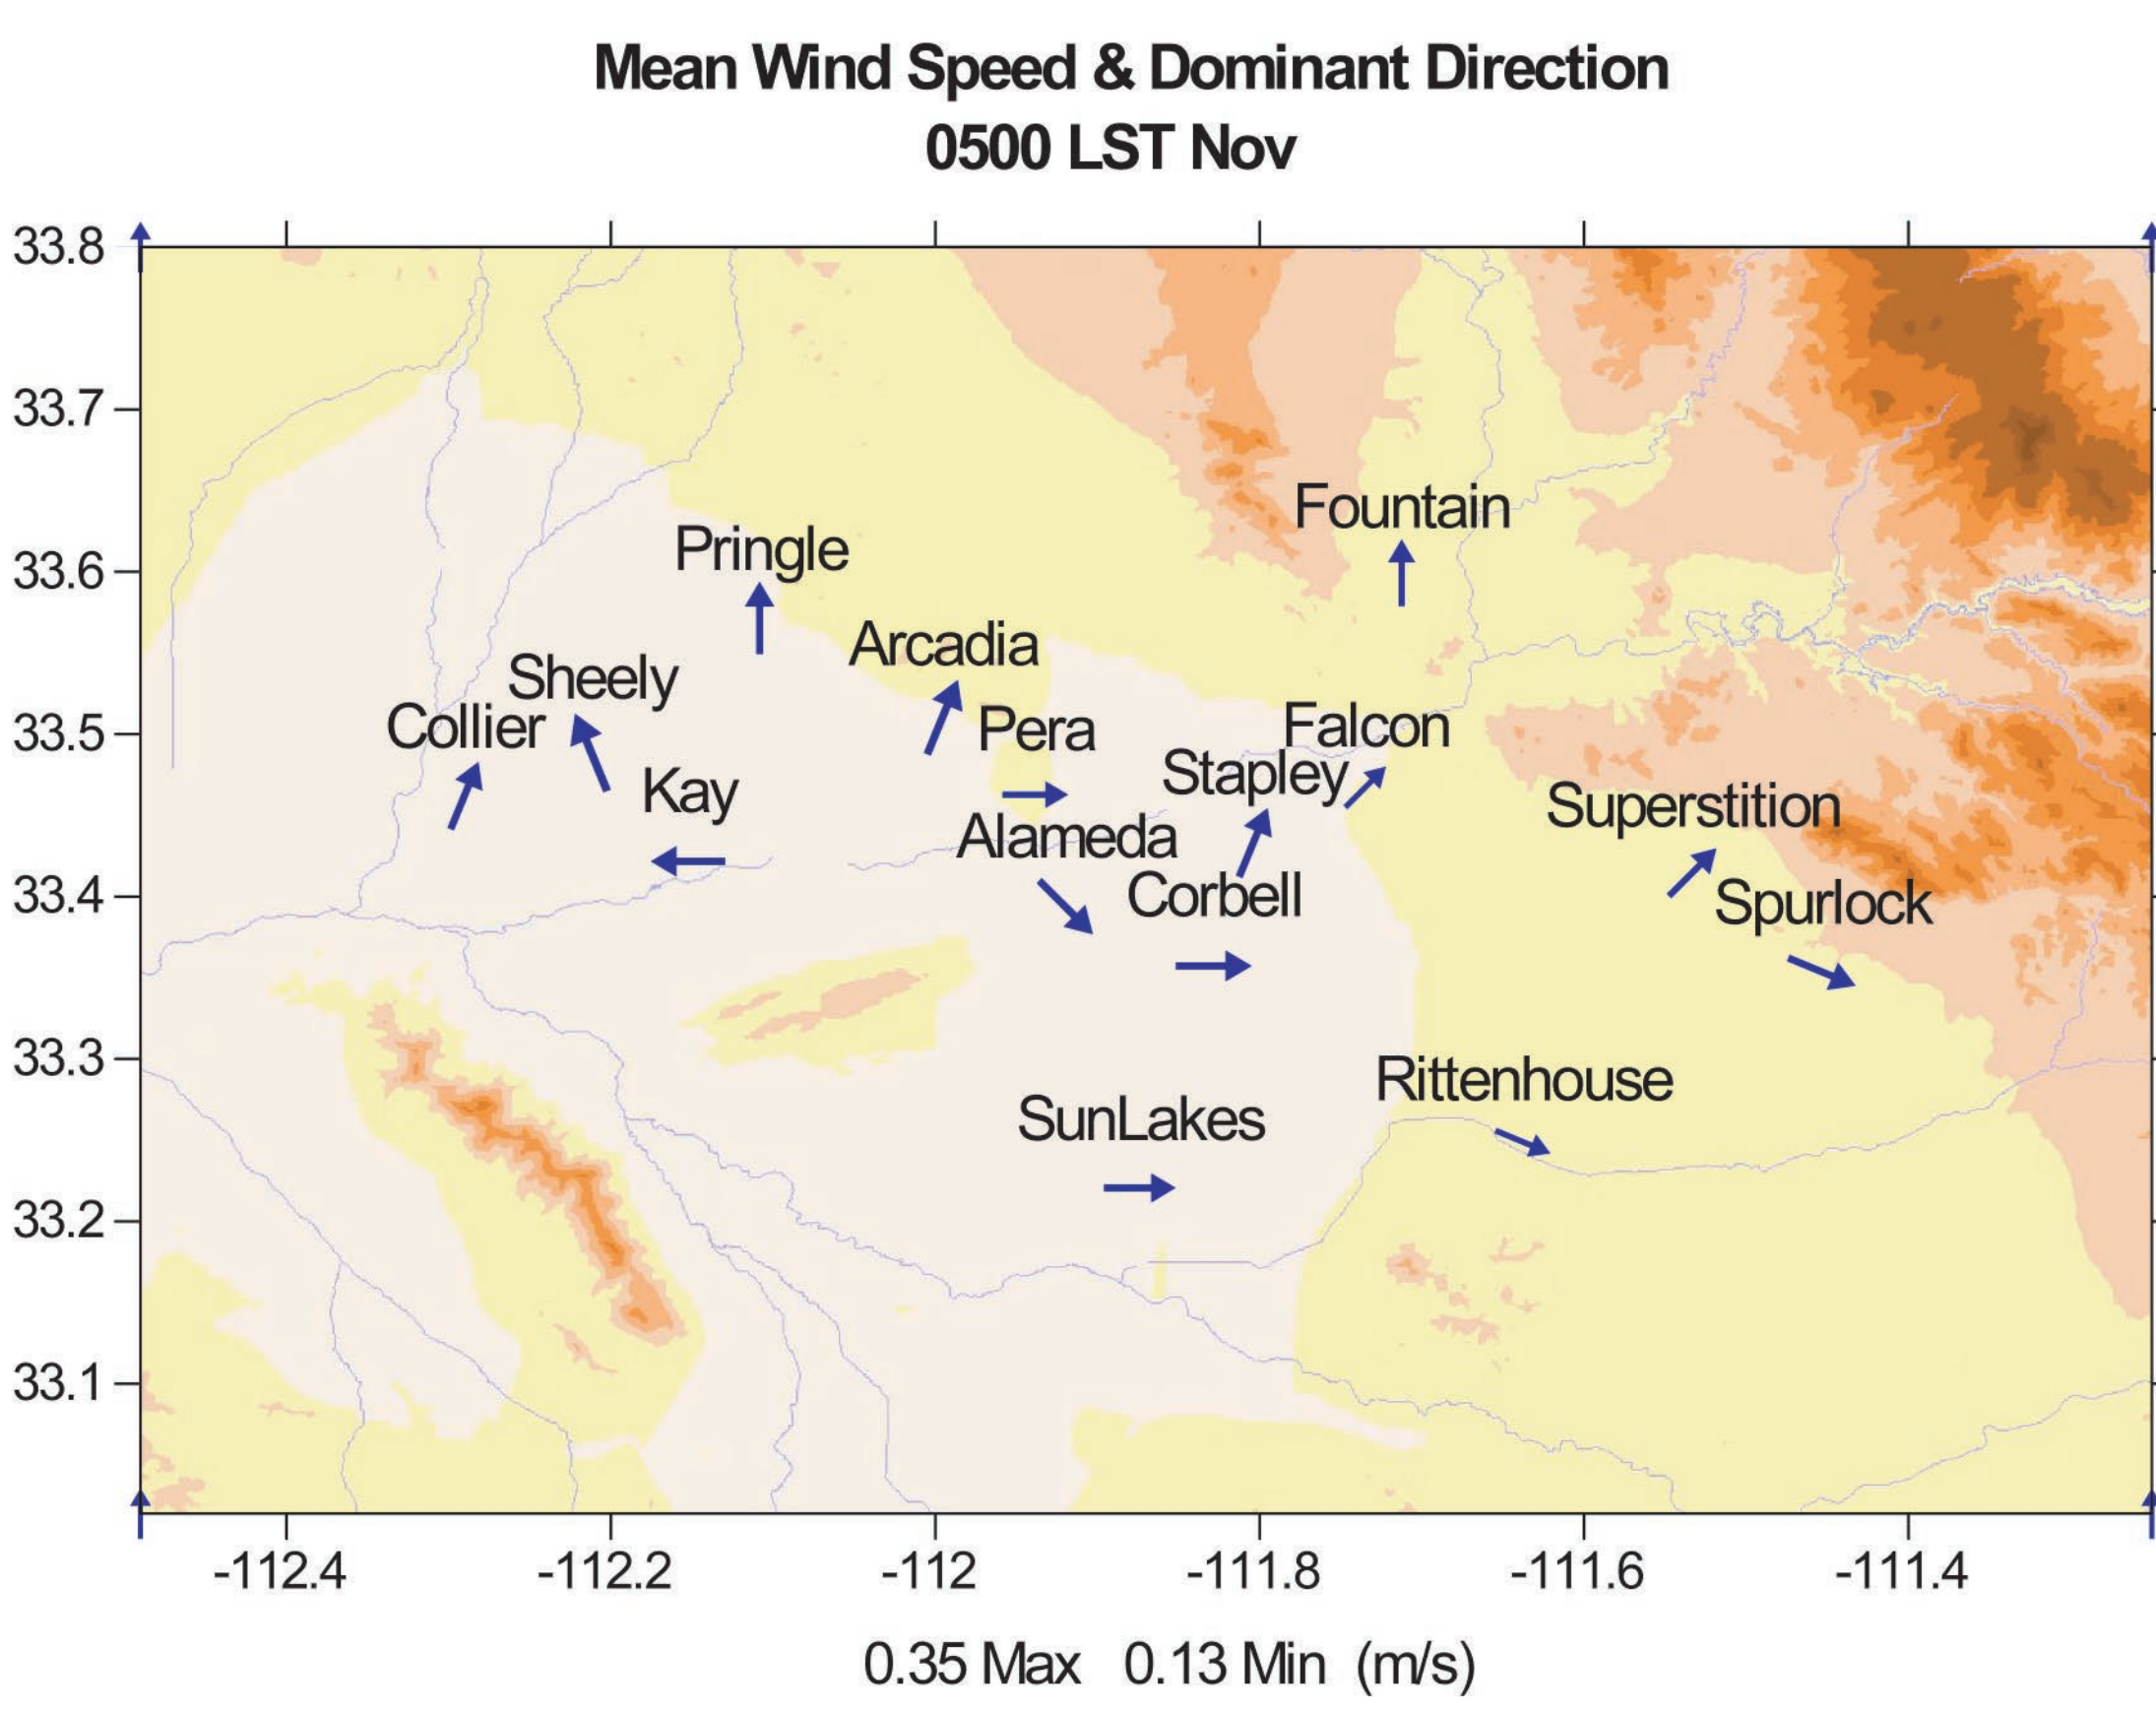 Mean Wind Speed & Dominant Direction
0500 LST Nov
33.8
33.7
33.6
33.5
33.4
33.3
33.2
33.1
Fountain
Pringle
Arcadia
Sheely
Collier
Pera
Falcon
Stapley
Kay
Superstition
Alameda
Corbell
Spurlock
Rittenhouse
SunLakes
-112.4 -112.2 -112 -111.8 -111.6 -111.4
0.35 Max 0.13 Min (m/s)